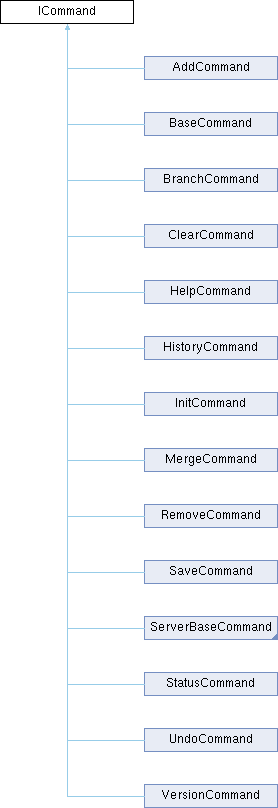 ICommand
AddCommand
BaseCommand
BranchCommand
ClearCommand
HelpCommand
HistoryCommand
InitCommand
MergeCommand
RemoveCommand
SaveCommand
ServerBaseCommand
StatusCommand
UndoCommand
VersionCommand